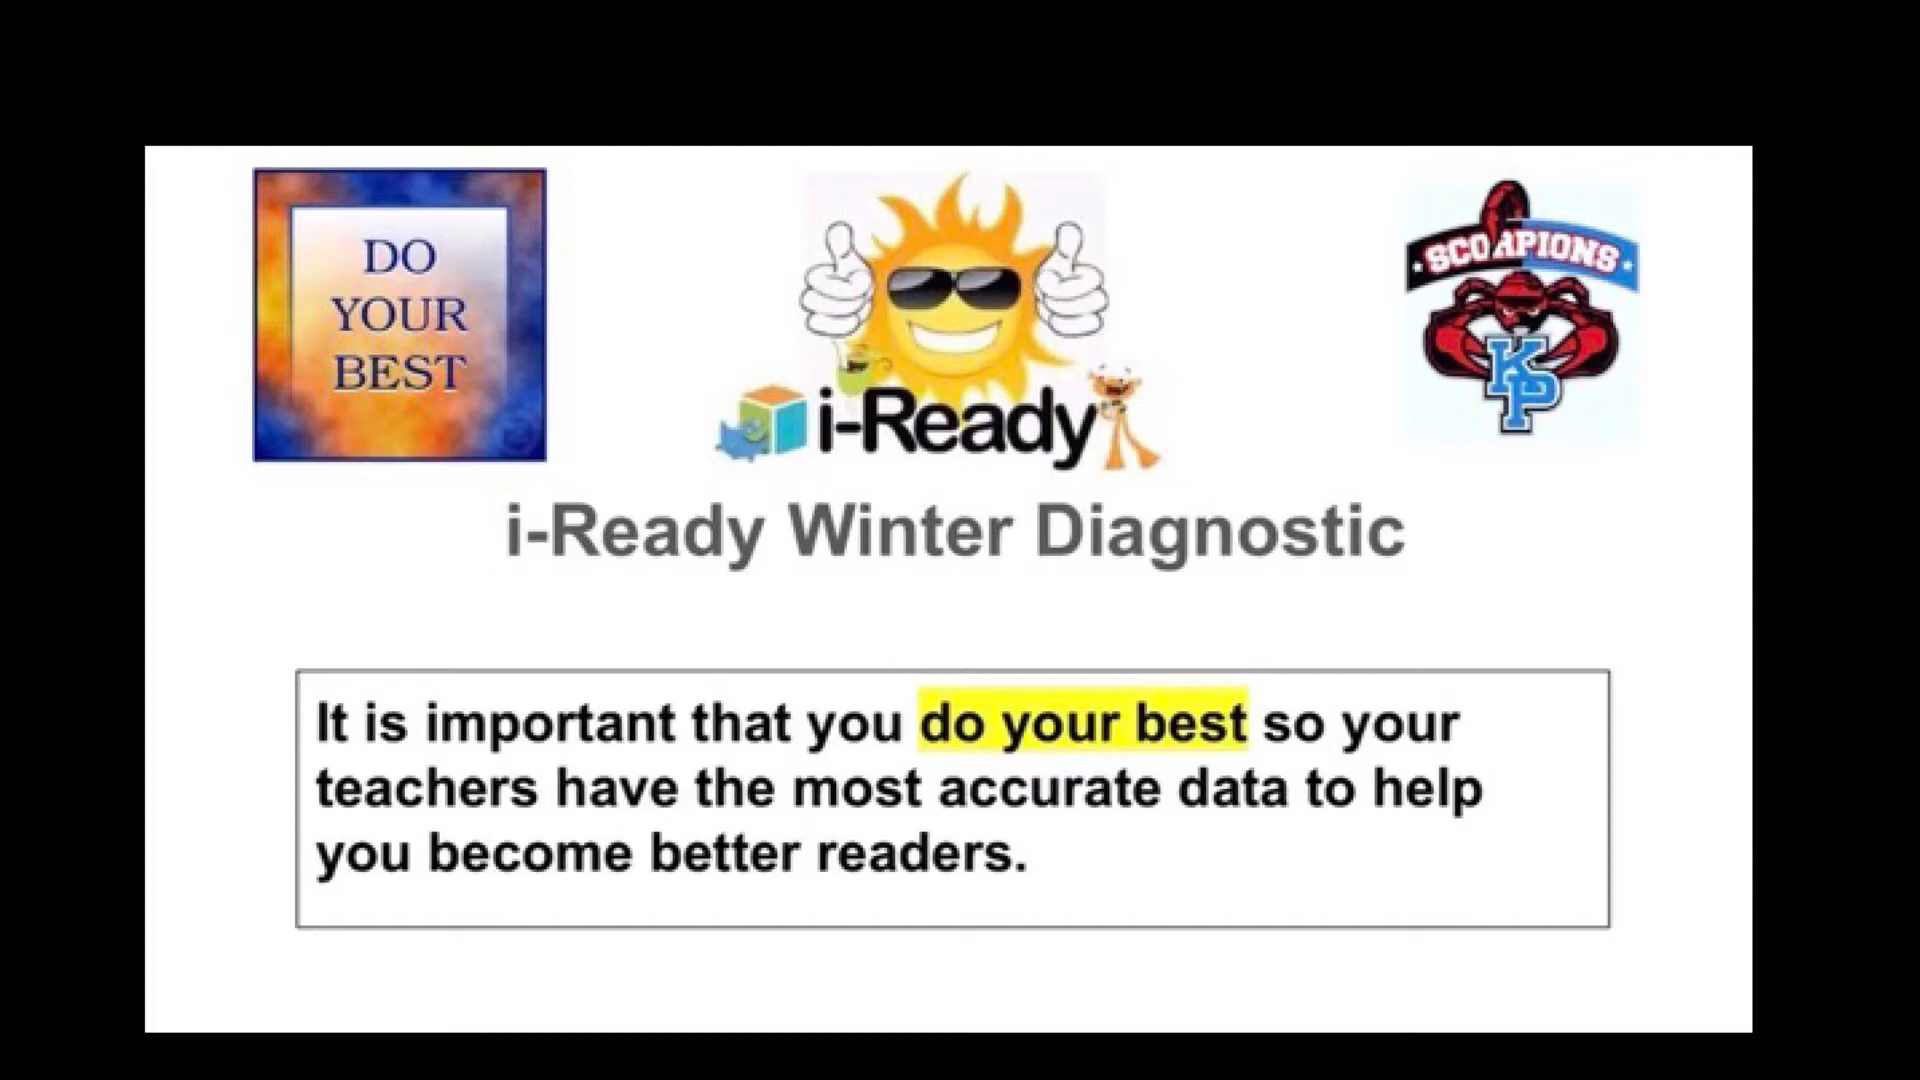 DO
YOUR
BEST
i-Ready
SCORPIONS
KP
i-Ready Winter Diagnostic
It is important that you do your best so your
teachers have the most accurate data to help
you become better readers.